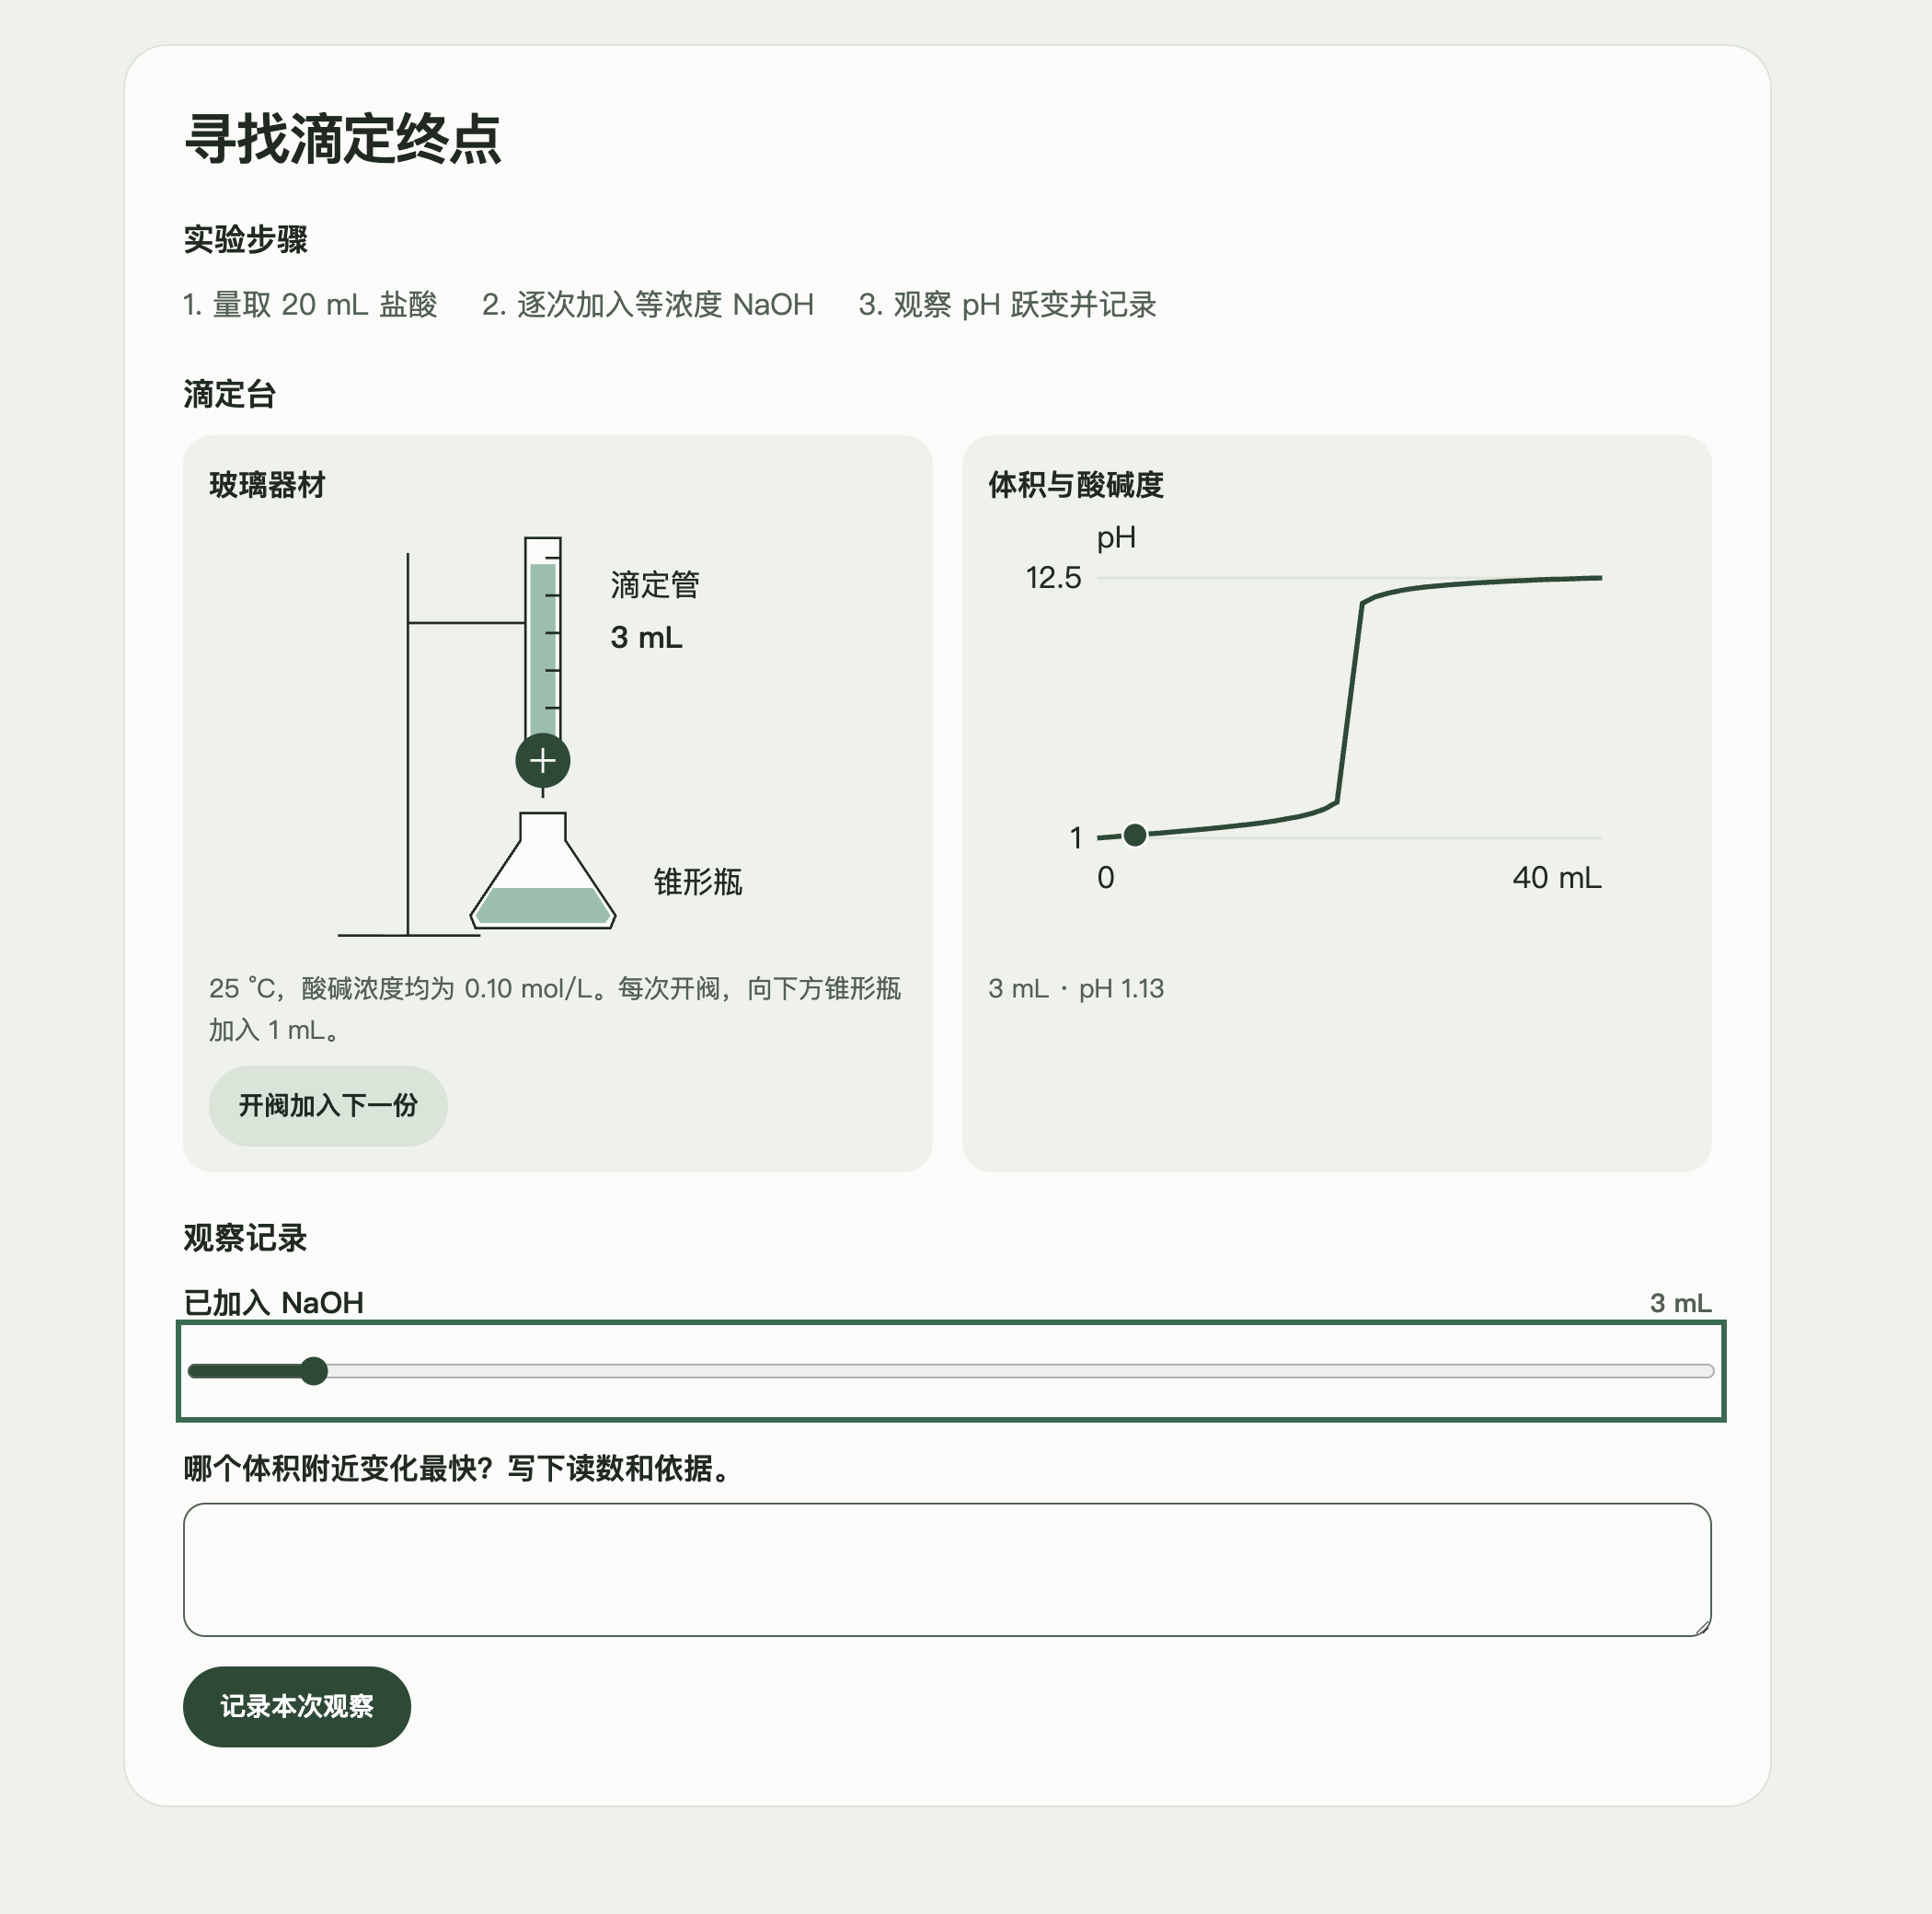 寻找滴定终点
实验步骤
1. 量取 20 mL 盐酸 2. 逐次加入等浓度 NaOH 3. 观察 pH 跃变并记录
滴定台
玻璃器材
滴定管
3 mL
锥形瓶
25 °C，酸碱浓度均为 0.10 mol/L。每次开阀，向下方锥形瓶
加入 1 mL。
开阀加入下一份
体积与酸碱度
pH
12.5
1
0
40 mL
3 mL · pH 1.13
观察记录
已加入 NaOH
3 mL
哪个体积附近变化最快？写下读数和依据。
记录本次观察